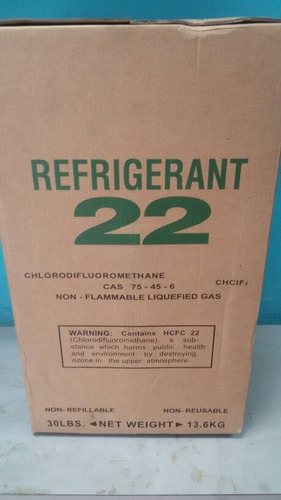 REFRIGERANT
22
CHLORODIFLUOROMETHANE
CAS 75-45-6 CHClF₂
NON - FLAMMABLE LIQUEFIED GAS
WARNING: Contains HCFC 22
(Chlorodifluoromethane), a sub-
stance which harms public health
and environment by destroying
ozone in the upper atmosphere.
NON- REFILLABLE NON- REUSABLE
30LBS. ◄NET WEIGHT► 13.6KG